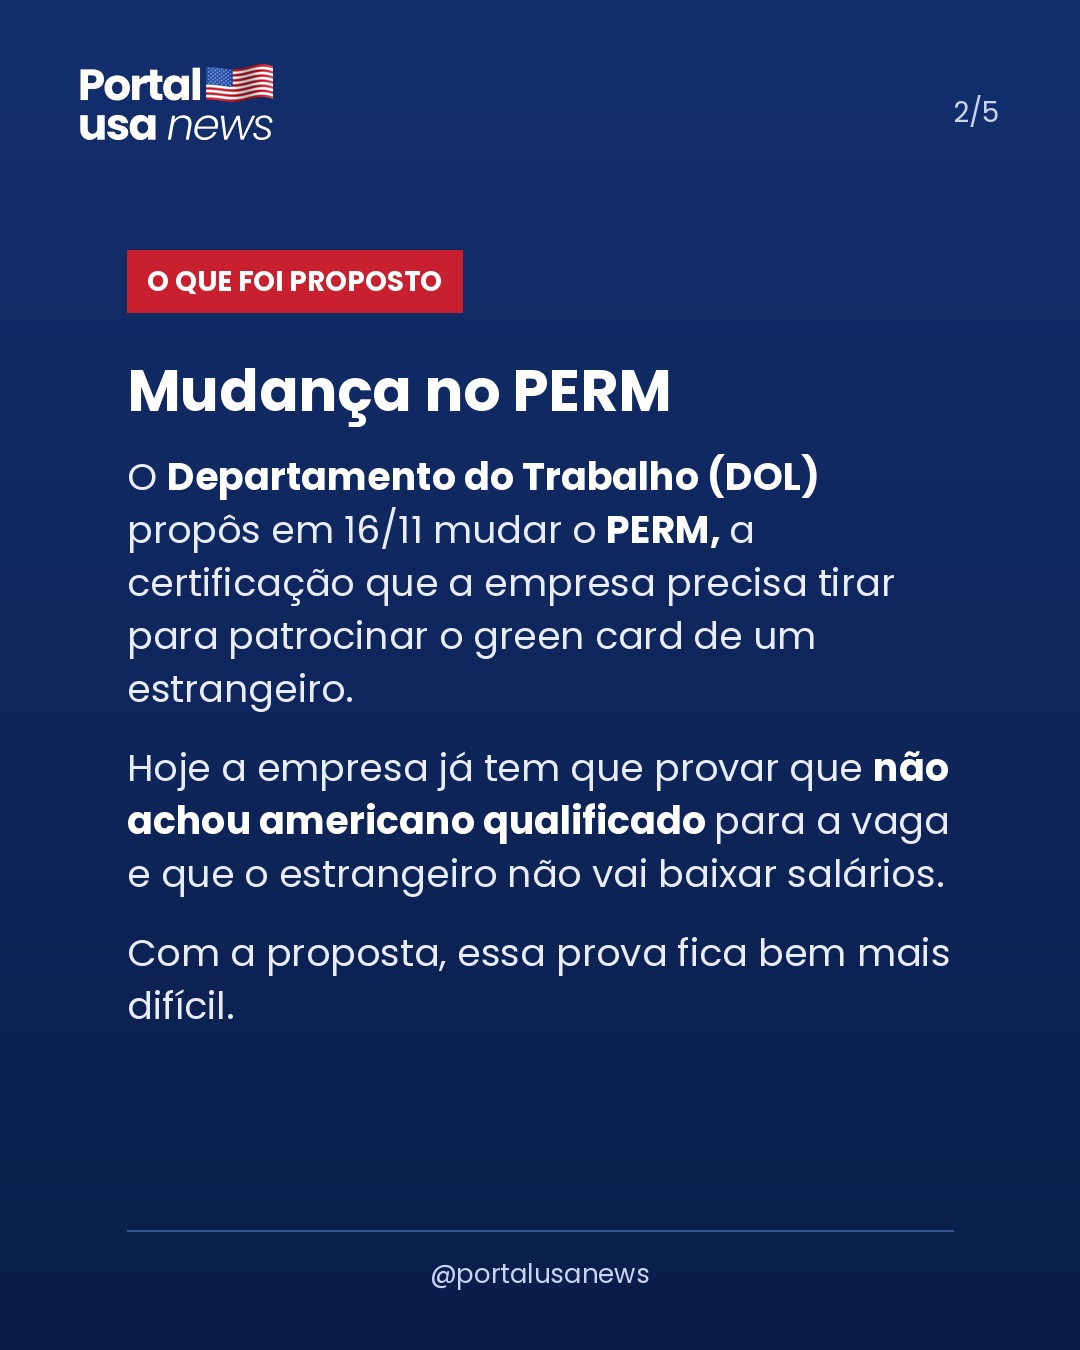 Portal
usa news
2/5
O QUE FOI PROPOSTO
Mudança no PERM
O Departamento do Trabalho (DOL)
propôs em 16/11 mudar o PERM, a
certificação que a empresa precisa tirar
para patrocinar o green card de um
estrangeiro.
Hoje a empresa já tem que provar que não
achou americano qualificado para a vaga
e que o estrangeiro não vai baixar salários.
Com a proposta, essa prova fica bem mais
difícil.
@portalusanews